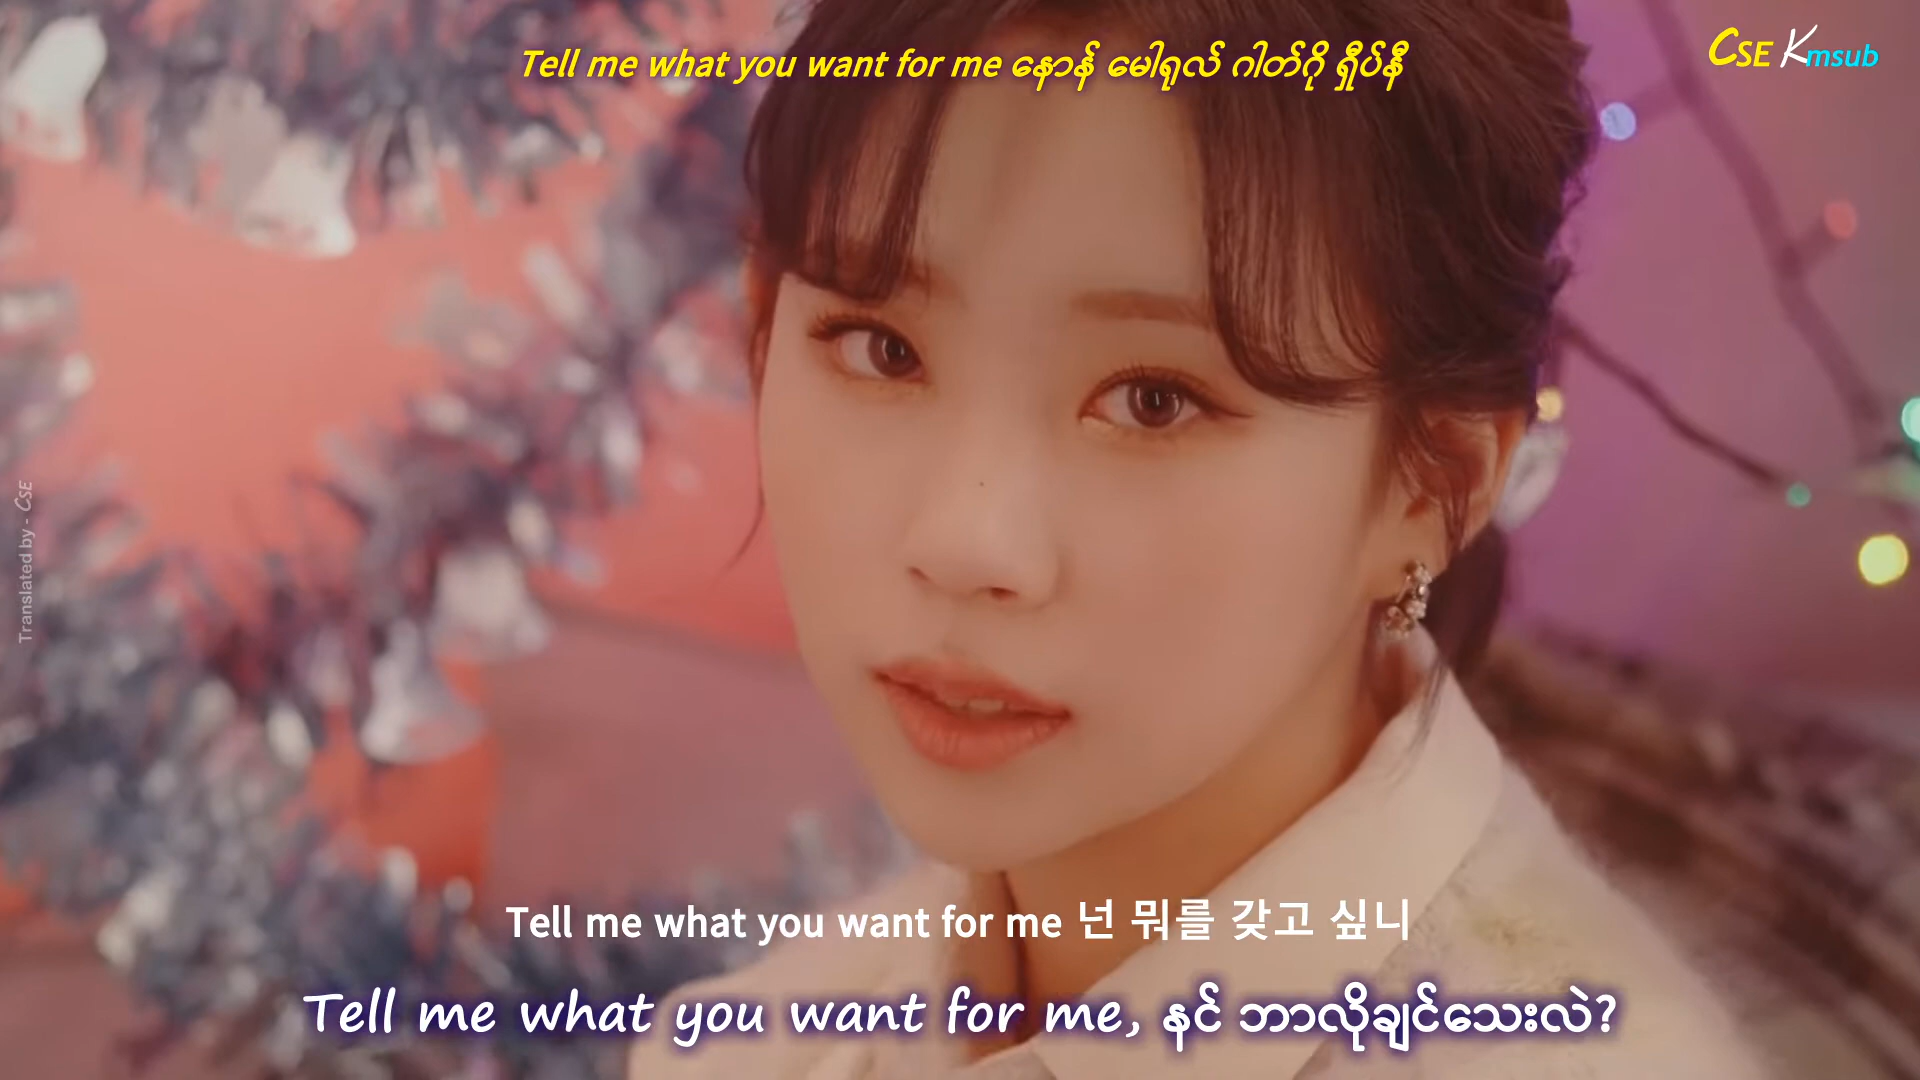 Tell me what you want for me နောန် မေါရုလ် ဂါတ်ဂို ရှီပ်နီ
CSE Kmsub
Translated by - CSE
Tell me what you want for me 넌 뭐를 갖고 싶니
Tell me what you want for me, နင် ဘာလိုချင်သေးလဲ?